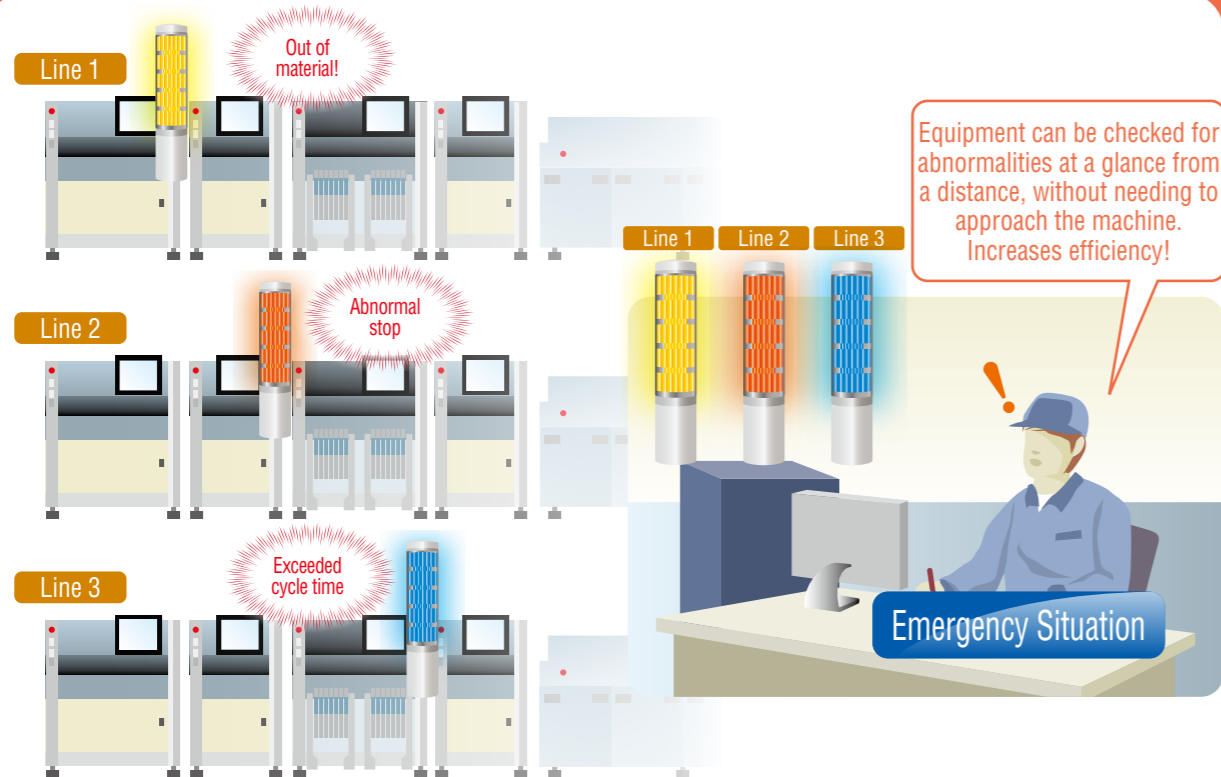 Line 1
Out of
material!
Line 2
Abnormal
stop
Line 3
Exceeded
cycle time
Equipment can be checked for
abnormalities at a glance from
a distance, without needing to
approach the machine.
Increases efficiency!
Line 1
Line 2
Line 3
Emergency Situation